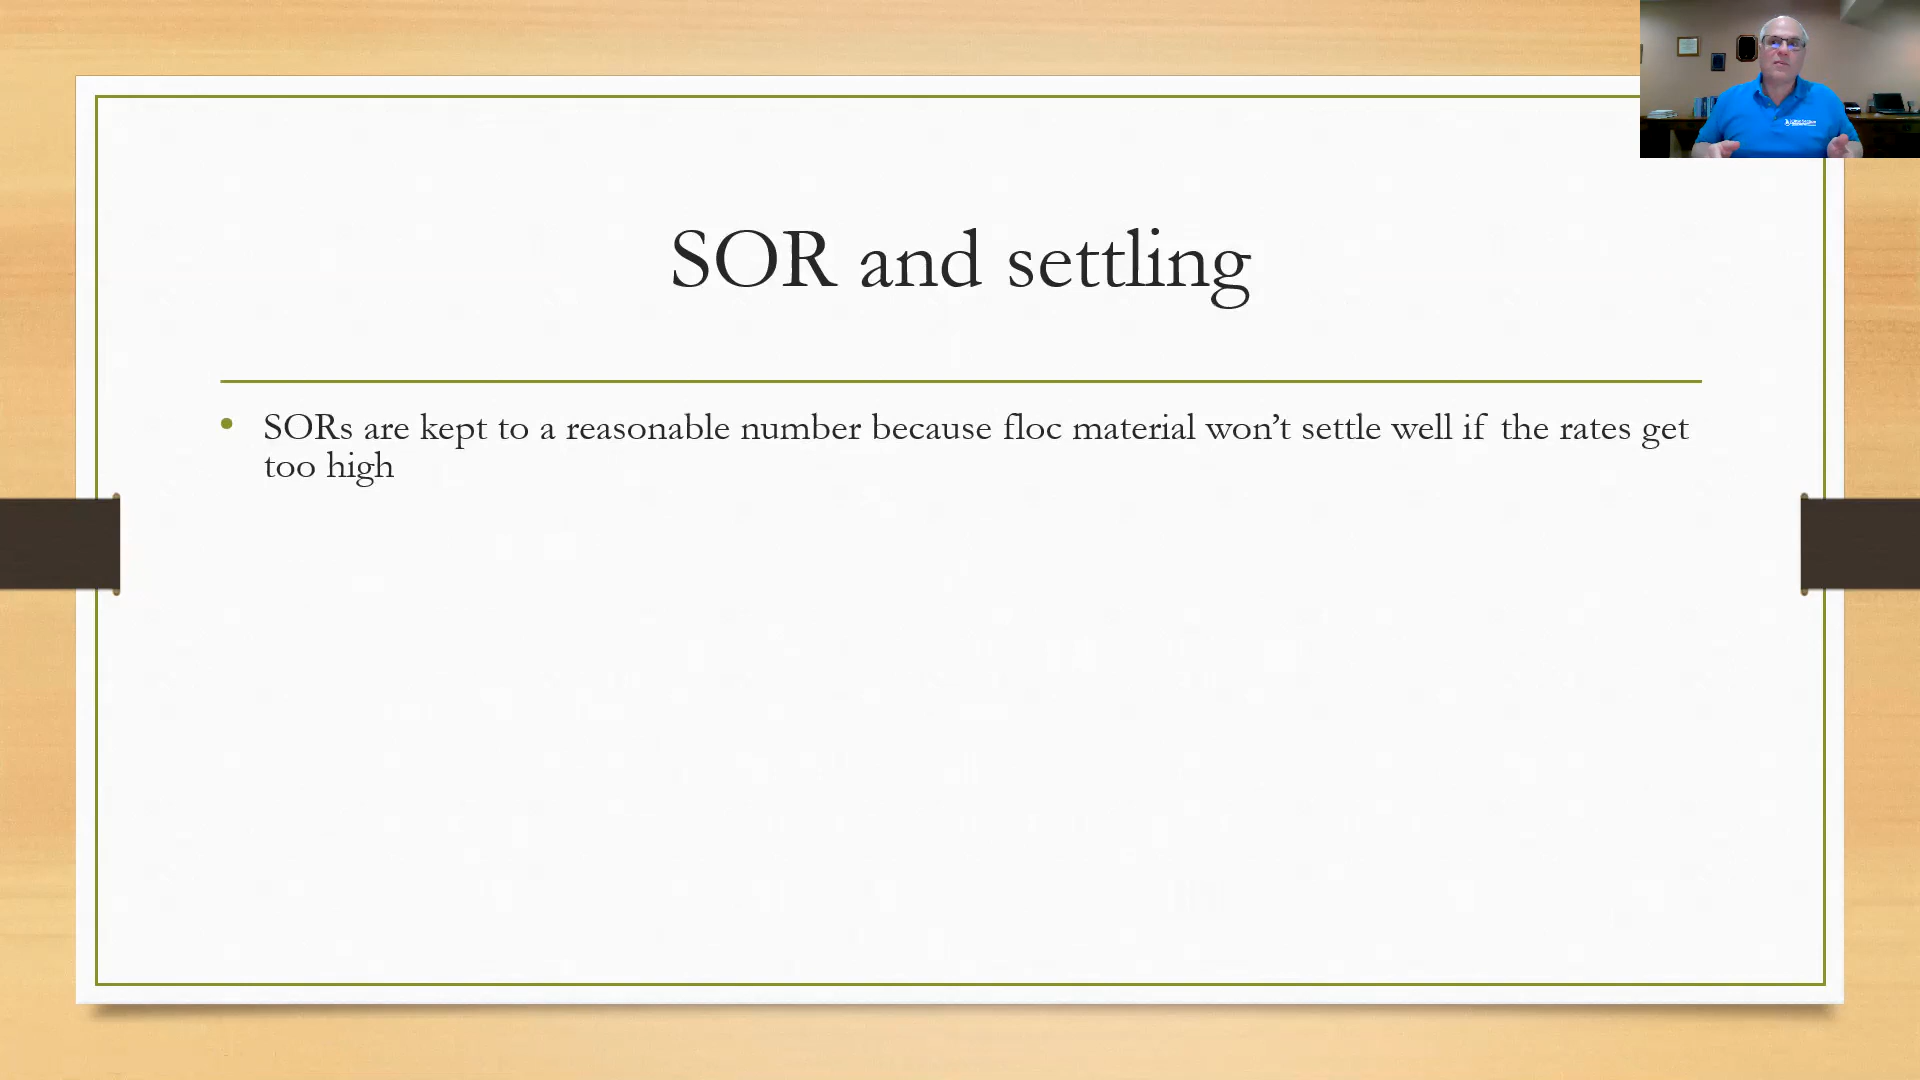 SOR and settling
• SORs are kept to a reasonable number because floc material won’t settle well if the rates get
too high